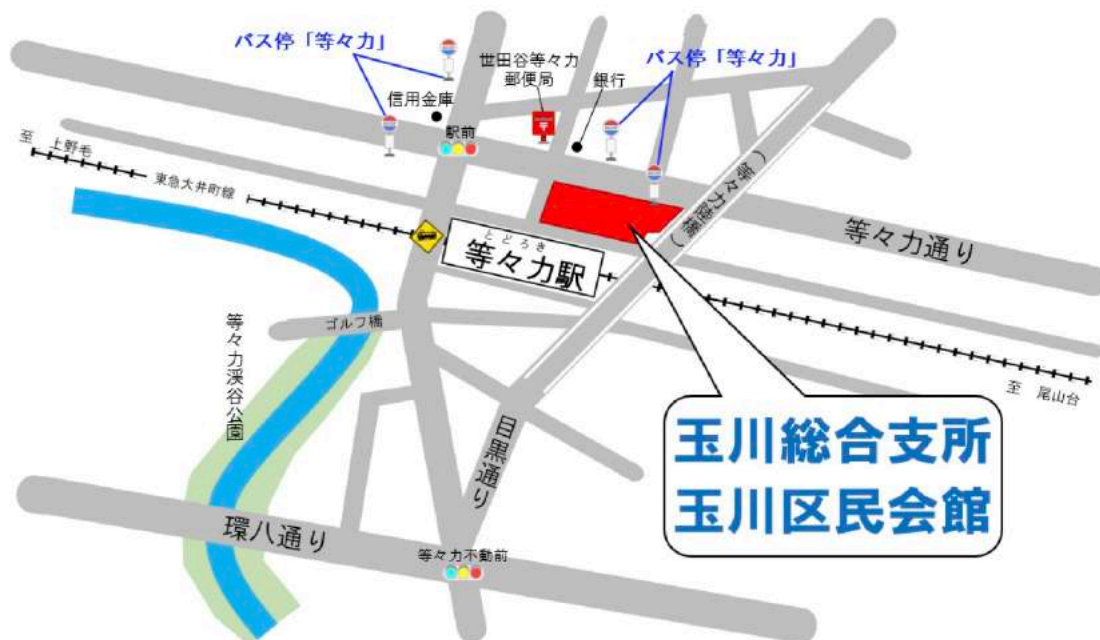 バス停「等々力」
世田谷等々力
郵便局
銀行
バス停「等々力」
信用金庫
駅前
至 上野毛
東急大井町線
(等々力陸橋)
等々力通り
とどろき
等々力駅
ゴルフ橋
等々力渓谷公園
至 尾山台
目黒通り
玉川総合支所
玉川区民会館
環八通り
等々力不動前